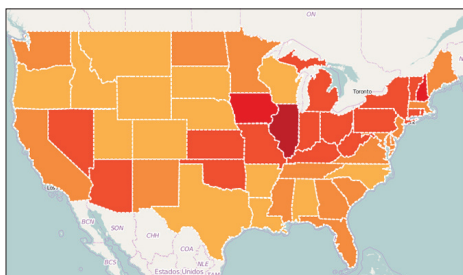 ON
Toronto
BCN
SON
CHH
BCS
COA
NLE
Estados Unidos